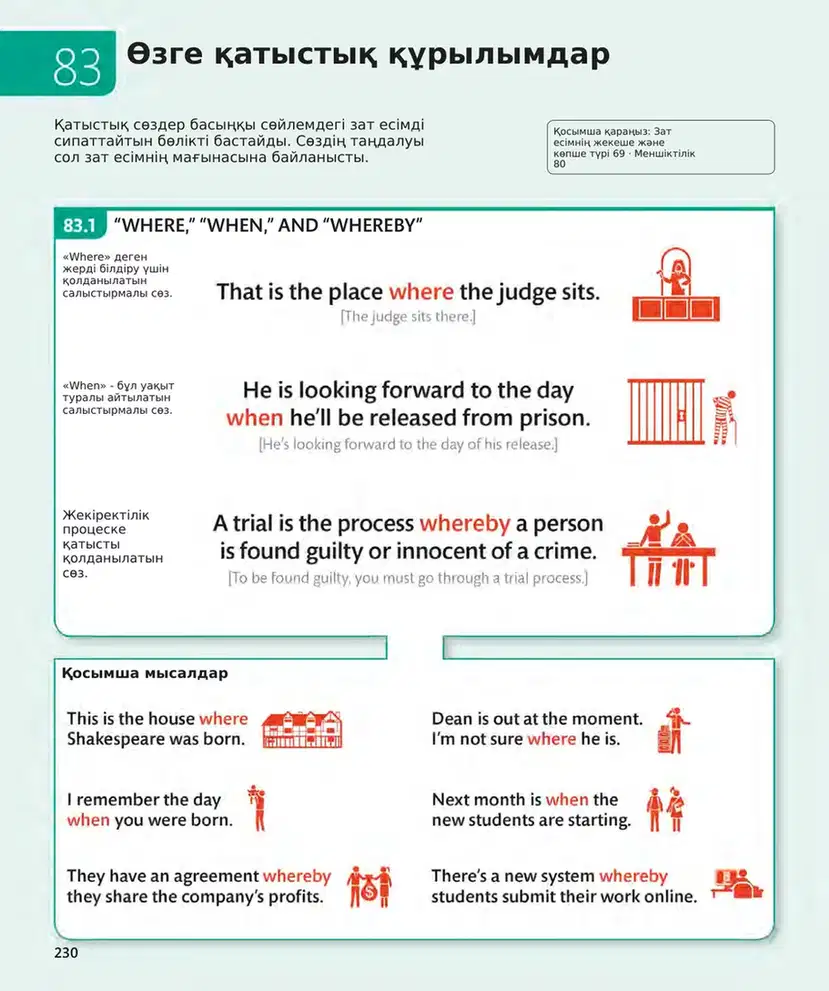 83
Өзге қатыстық құрылымдар
Қатыстық сөздер басыңқы сөйлемдегі зат есімді
сипаттайтын бөлікті бастайды. Сөздің таңдалуы
сол зат есімнің мағынасына байланысты.
Қосымша қараңыз: Зат
есімнің жекеше және
көпше түрі 69 · Меншіктілік
80
83.1 “WHERE,” “WHEN,” AND “WHEREBY”
«Where» деген
жерді білдіру үшін
қолданылатын
салыстырмалы сөз.
That is the place where the judge sits.
[The judge sits there.]
«When» - бұл уақыт
туралы айтылатын
салыстырмалы сөз.
He is looking forward to the day
when he’ll be released from prison.
[He’s looking forward to the day of his release.]
Жекіректілік
процеске
қатысты
қолданылатын
сөз.
A trial is the process whereby a person
is found guilty or innocent of a crime.
[To be found guilty, you must go through a trial process.]
Қосымша мысалдар
This is the house where
Shakespeare was born.
Dean is out at the moment.
I’m not sure where he is.
I remember the day
when you were born.
Next month is when the
new students are starting.
They have an agreement whereby
they share the company’s profits.
There’s a new system whereby
students submit their work online.
230